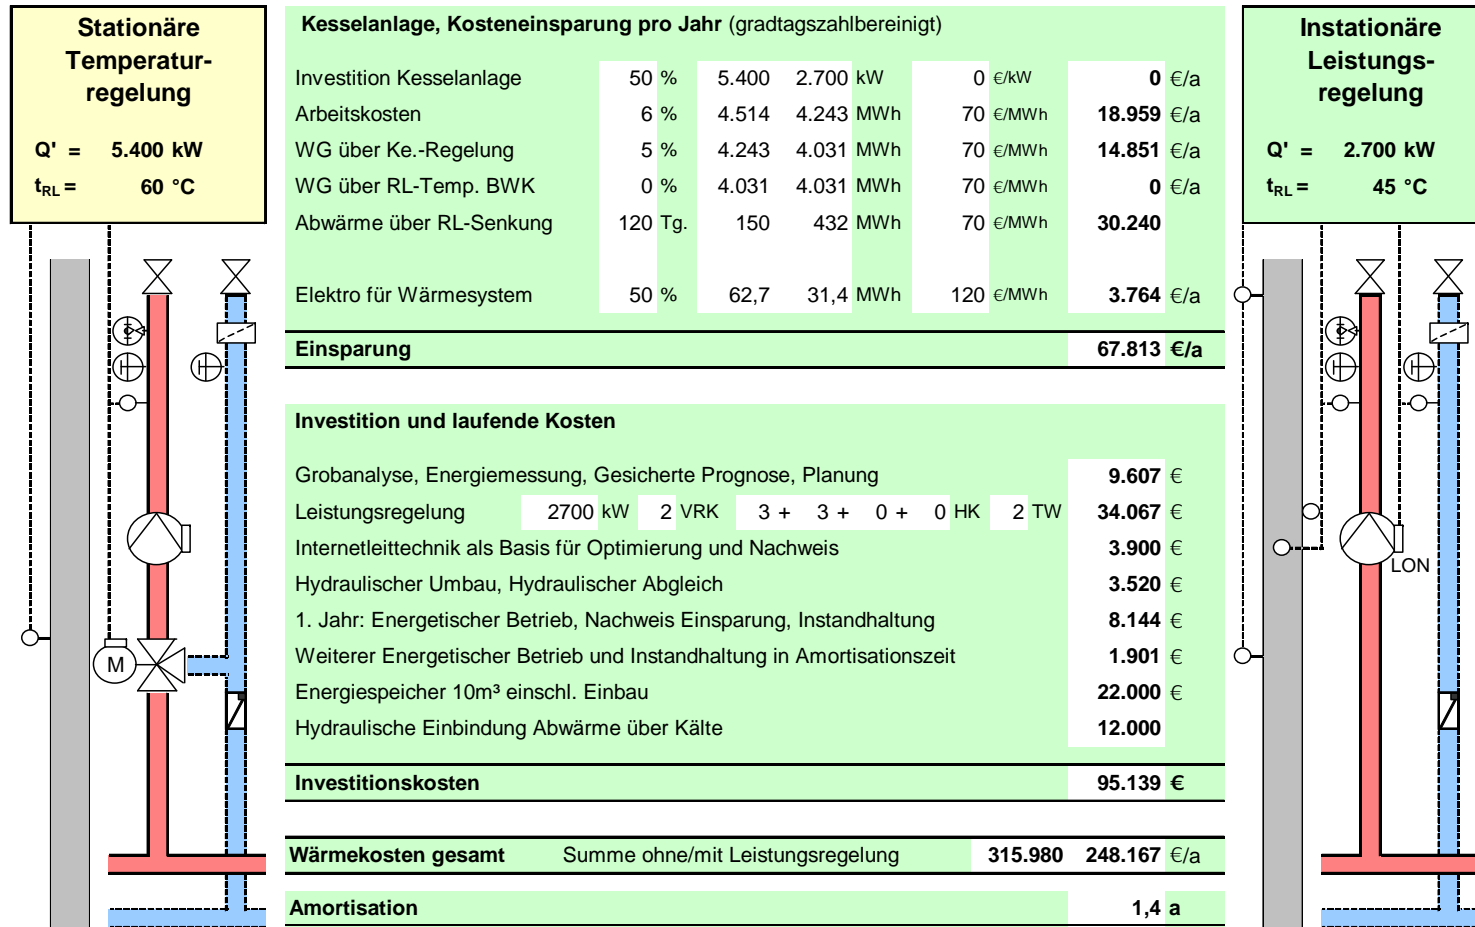 Stationäre
Temperatur-
regelung
Q' = 5.400 kW
tRL = 60 °C
Kesselanlage, Kosteneinsparung pro Jahr (gradtagszahlbereinigt)
Investition Kesselanlage 50 % 5.400 2.700 kW 0 €/kW 0 €/a
Arbeitskosten 6 % 4.514 4.243 MWh 70 €/MWh 18.959 €/a
WG über Ke.-Regelung 5 % 4.243 4.031 MWh 70 €/MWh 14.851 €/a
WG über RL-Temp. BWK 0 % 4.031 4.031 MWh 70 €/MWh 0 €/a
Abwärme über RL-Senkung 120 Tg. 150 432 MWh 70 €/MWh 30.240
Elektro für Wärmesystem 50 % 62,7 31,4 MWh 120 €/MWh 3.764 €/a
Einsparung 67.813 €/a
Investition und laufende Kosten
Grobanalyse, Energiemessung, Gesicherte Prognose, Planung 9.607 €
Leistungsregelung 2700 kW 2 VRK 3 + 3 + 0 + 0 HK 2 TW 34.067 €
Internetleittechnik als Basis für Optimierung und Nachweis 3.900 €
Hydraulischer Umbau, Hydraulischer Abgleich 3.520 €
1. Jahr: Energetischer Betrieb, Nachweis Einsparung, Instandhaltung 8.144 €
Weiterer Energetischer Betrieb und Instandhaltung in Amortisationszeit 1.901 €
Energiespeicher 10m³ einschl. Einbau 22.000 €
Hydraulische Einbindung Abwärme über Kälte 12.000
Investitionskosten 95.139 €
Wärmekosten gesamt Summe ohne/mit Leistungsregelung 315.980 248.167 €/a
Amortisation 1,4 a
M
Instationäre
Leistungs-
regelung
Q' = 2.700 kW
tRL = 45 °C
LON